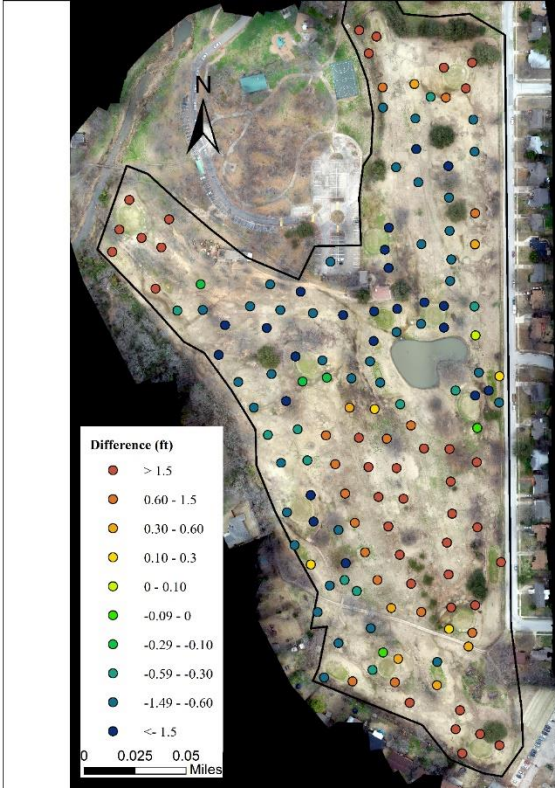 N
Difference (ft)
> 1.5
0.60 - 1.5
0.30 - 0.60
0.10 - 0.3
0 - 0.10
-0.09 - 0
-0.29 - -0.10
-0.59 - -0.30
-1.49 - -0.60
<- 1.5
0 0.025 0.05
Miles